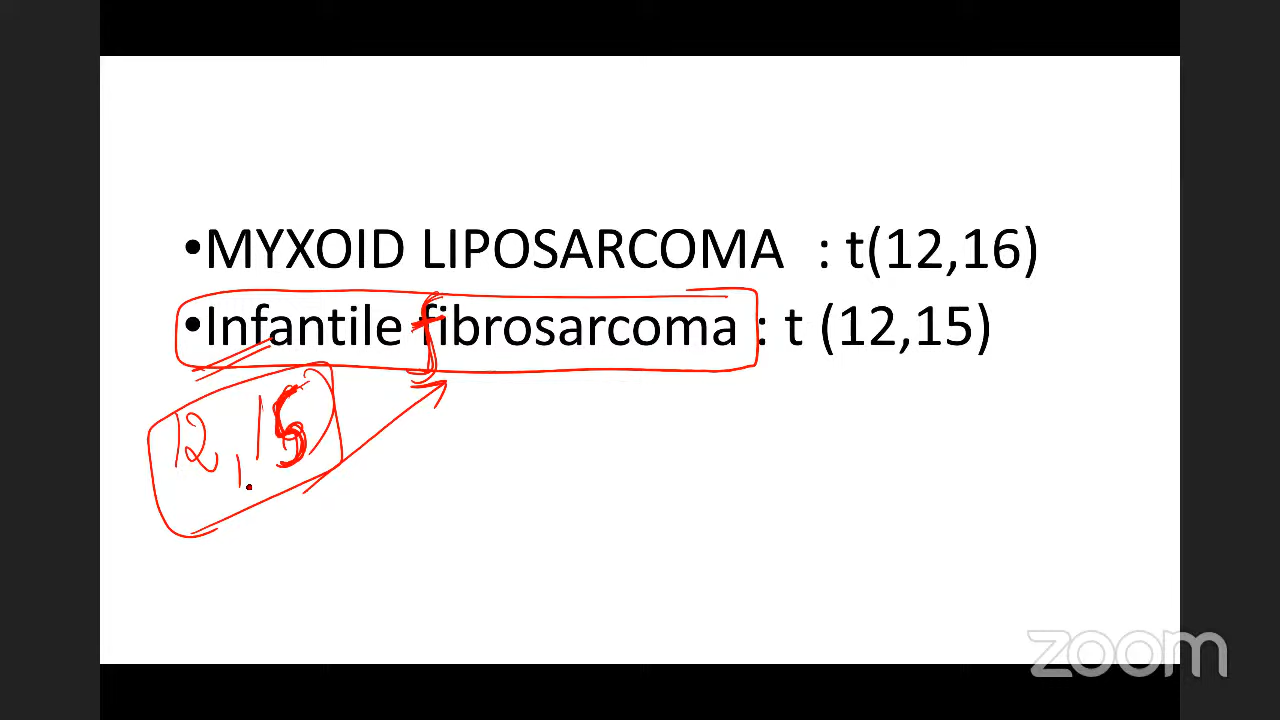 •MYXOID LIPOSARCOMA : t(12,16)
•Infantile fibrosarcoma : t (12,15)
12,15
zoom